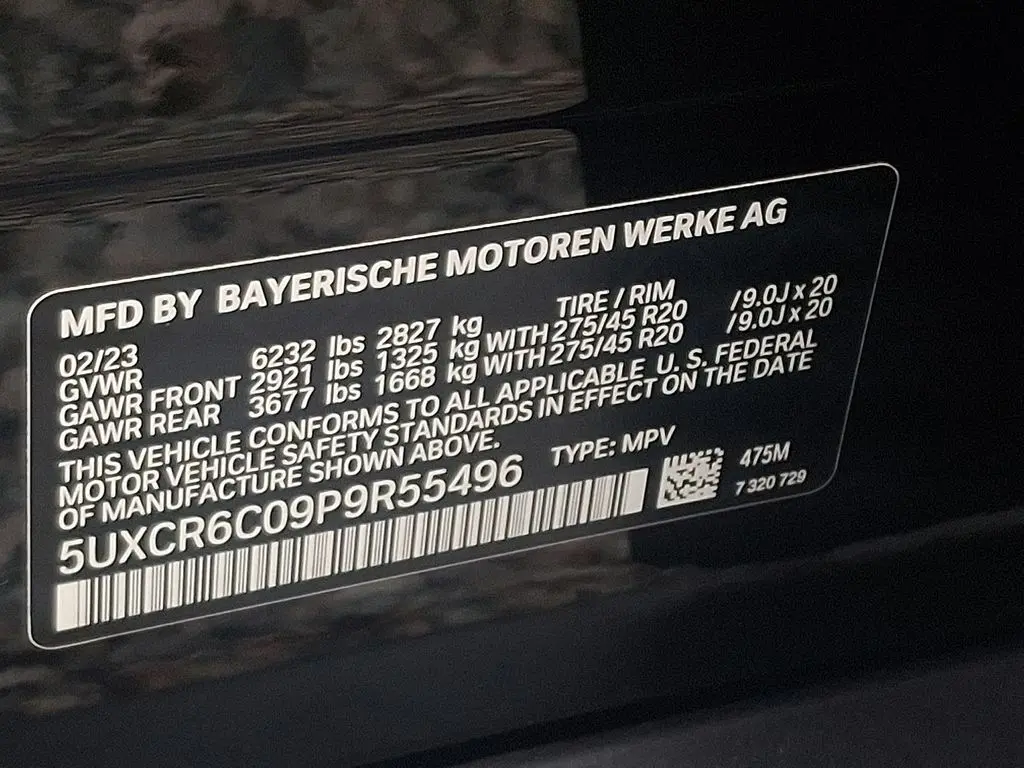 MFD BY BAYERISCHE MOTOREN WERKE AG
02/23 TIRE / RIM
GVWR 6232 lbs 2827 kg
GAWR FRONT 2921 lbs 1325 kg WITH 275/45 R20 /9.0J x 20
GAWR REAR 3677 lbs 1668 kg WITH 275/45 R20 /9.0J x 20
THIS VEHICLE CONFORMS TO ALL APPLICABLE U. S. FEDERAL
MOTOR VEHICLE SAFETY STANDARDS IN EFFECT ON THE DATE
OF MANUFACTURE SHOWN ABOVE.
5UXCR6C09P9R55496 TYPE: MPV
475M
7 320 729